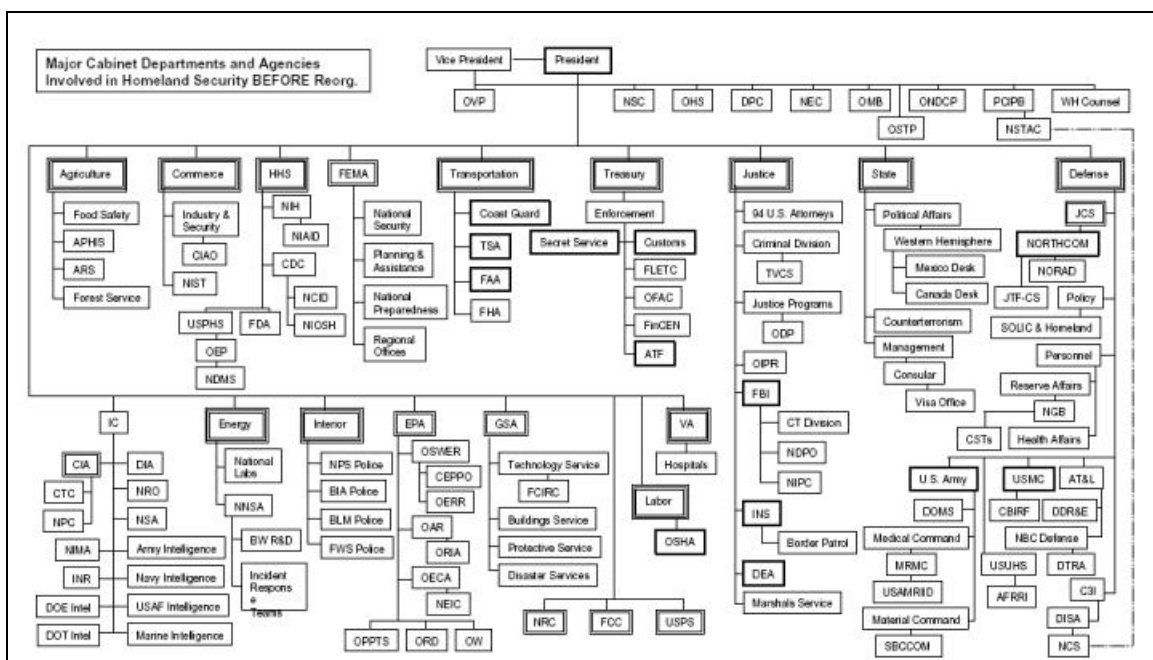 Major Cabinet Departments and Agencies
Involved in Homeland Security BEFORE Reorg.
Vice President
President
OVP
NSC
OHS
DPC
NEC
OMB
ONDCP
PCIPB
WH Counsel
OSTP
NSTAC
Agriculture
Food Safety
APHIS
ARS
Forest Service
Commerce
Industry &
Security
CIAO
NIST
HHS
NIH
NIAID
CDC
NCID
NIOSH
USPHS
FDA
OEP
NDMS
FEMA
National
Security
Planning &
Assistance
National
Preparedness
Regional
Offices
Transportation
Coast Guard
TSA
FAA
FHA
Treasury
Enforcement
Secret Service
Customs
FLETC
OFAC
FinCEN
ATF
Justice
94 U.S. Attorneys
Criminal Division
TVCS
Justice Programs
ODP
OIPR
FBI
CT Division
NDPO
NIPC
INS
Border Patrol
DEA
Marshals Service
State
Political Affairs
Western Hemisphere
Mexico Desk
Canada Desk
Counterterrorism
Management
Consular
Visa Office
Defense
JCS
NORTHCOM
NORAD
JTF-CS
Policy
SOLIC & Homeland
Personnel
Reserve Affairs
NGB
CSTs
Health Affairs
U.S. Army
DOMS
Medical Command
MRMC
USAMRIID
Material Command
SBCCOM
USMC
CBIRF
AT&L
DDR&E
NBC Defense
USUHS
DTRA
AFRRI
C3I
DISA
NCS
IC
CIA
CTC
NPC
DIA
NRO
NSA
NIMA
Army Intelligence
INR
Navy Intelligence
DOE Intel
USAF Intelligence
DOT Intel
Marine Intelligence
Energy
National
Labs
NNSA
BW R&D
Incident
Respons
e
Teams
Interior
NPS Police
BIA Police
BLM Police
FWS Police
EPA
OSWER
CEPPO
OERR
OAR
ORIA
OECA
NEIC
OPPTS
ORD
OW
GSA
Technology Service
FCIRC
Buildings Service
Protective Service
Disaster Services
NRC
FCC
USPS
Labor
OSHA
VA
Hospitals